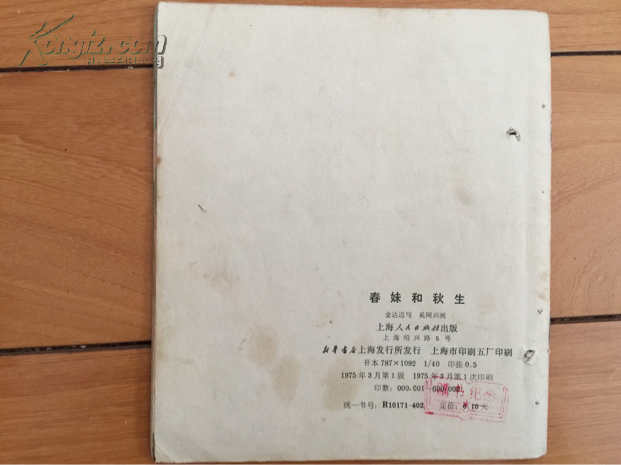 Kongfz.com
春妹和秋生
金达迈写 奚阿兴画
上海人民出版社出版
上海绍兴路5号
新华书店上海发行所发行 上海市印刷五厂印刷
开本 787×1092 1/40 印张 0.5
1975年3月第1版 1975年3月第1次印刷
印数: 000,001—600,000
统一书号: R10171·402 定价: 0.10元